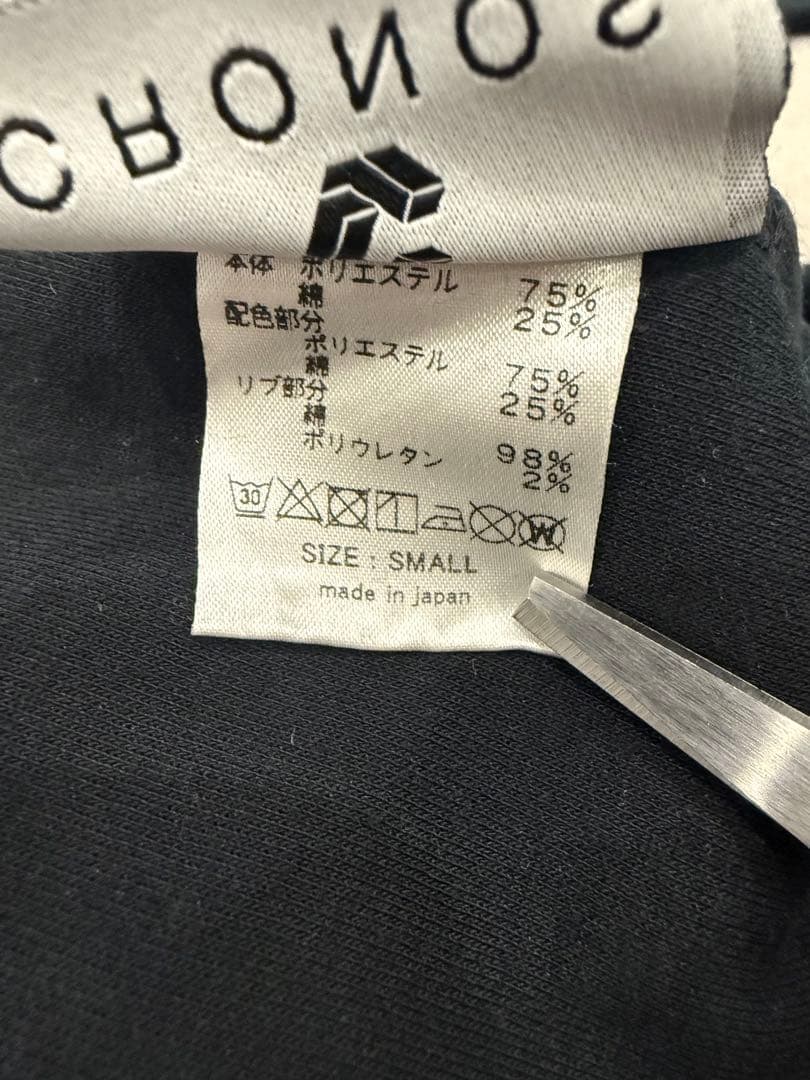 CRONOS
本体 ポリエステル 75%
綿 25%
配色部分
ポリエステル 75%
綿 25%
リブ部分
綿 98%
ポリウレタン 2%
30 W
SIZE : SMALL
made in japan